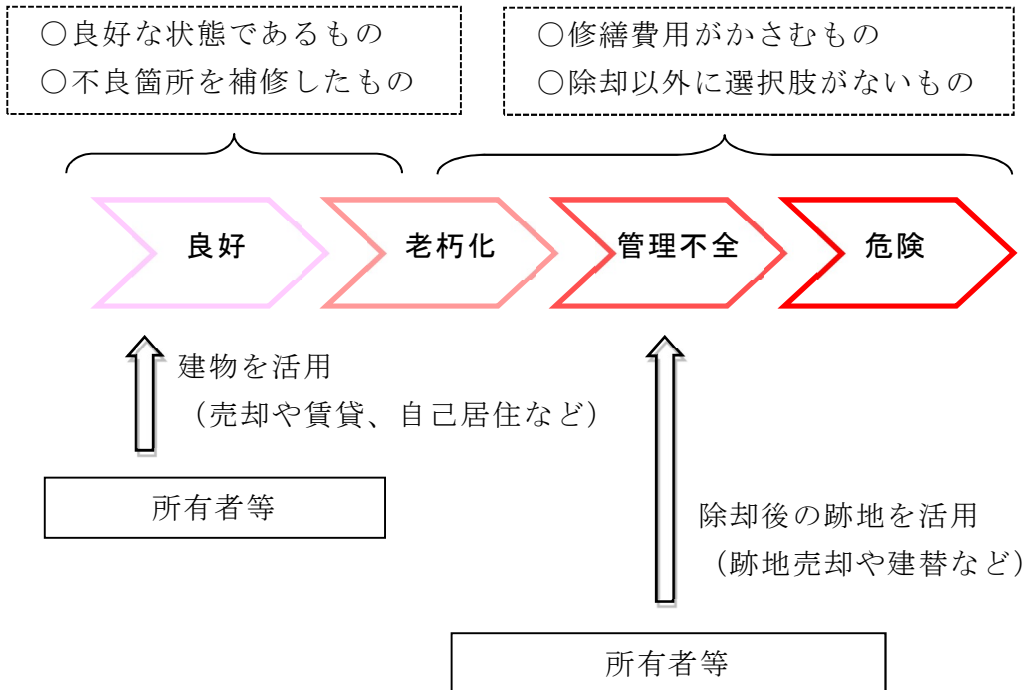 〇良好な状態であるもの
〇不良箇所を補修したもの
〇修繕費用がかさむもの
〇除却以外に選択肢がないもの
良好
老朽化
管理不全
危険
建物を活用
（売却や賃貸、自己居住など）
所有者等
除却後の跡地を活用
（跡地売却や建替など）
所有者等